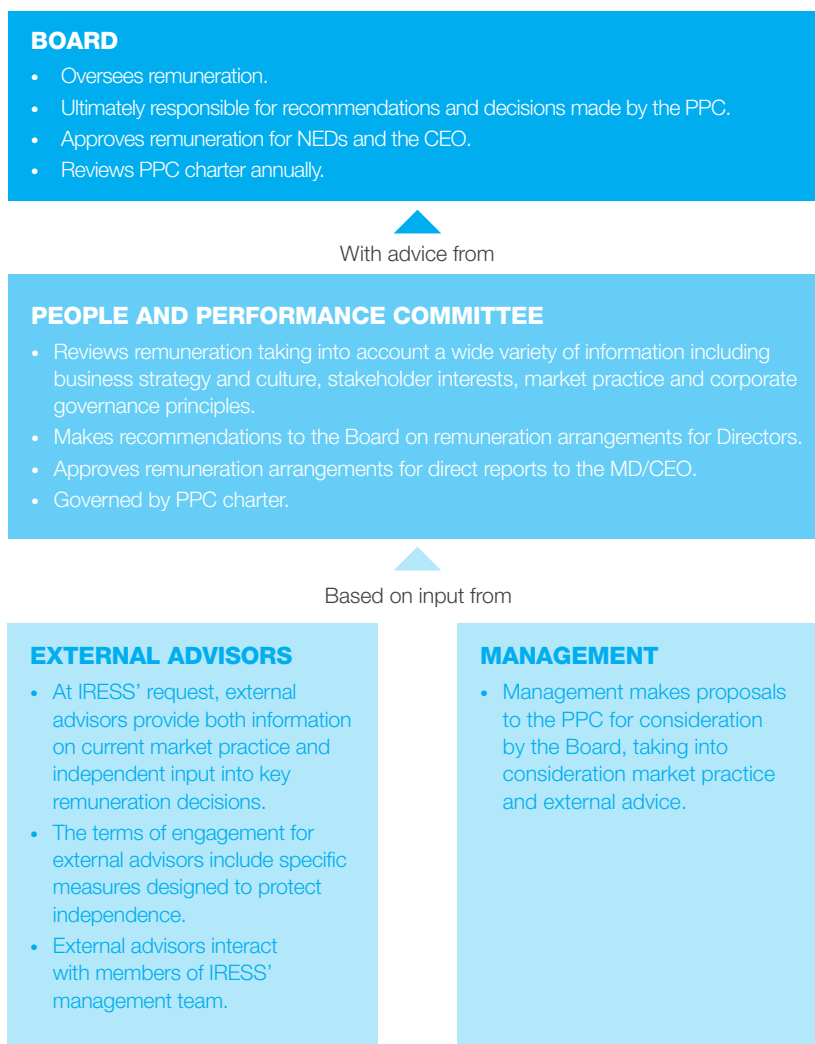 BOARD
• Oversees remuneration.
• Ultimately responsible for recommendations and decisions made by the PPC.
• Approves remuneration for NEDs and the CEO.
• Reviews PPC charter annually.
With advice from
PEOPLE AND PERFORMANCE COMMITTEE
• Reviews remuneration taking into account a wide variety of information including
business strategy and culture, stakeholder interests, market practice and corporate
governance principles.
• Makes recommendations to the Board on remuneration arrangements for Directors.
• Approves remuneration arrangements for direct reports to the MD/CEO.
• Governed by PPC charter.
Based on input from
EXTERNAL ADVISORS
• At IRESS’ request, external
advisors provide both information
on current market practice and
independent input into key
remuneration decisions.
• The terms of engagement for
external advisors include specific
measures designed to protect
independence.
• External advisors interact
with members of IRESS’
management team.
MANAGEMENT
• Management makes proposals
to the PPC for consideration
by the Board, taking into
consideration market practice
and external advice.